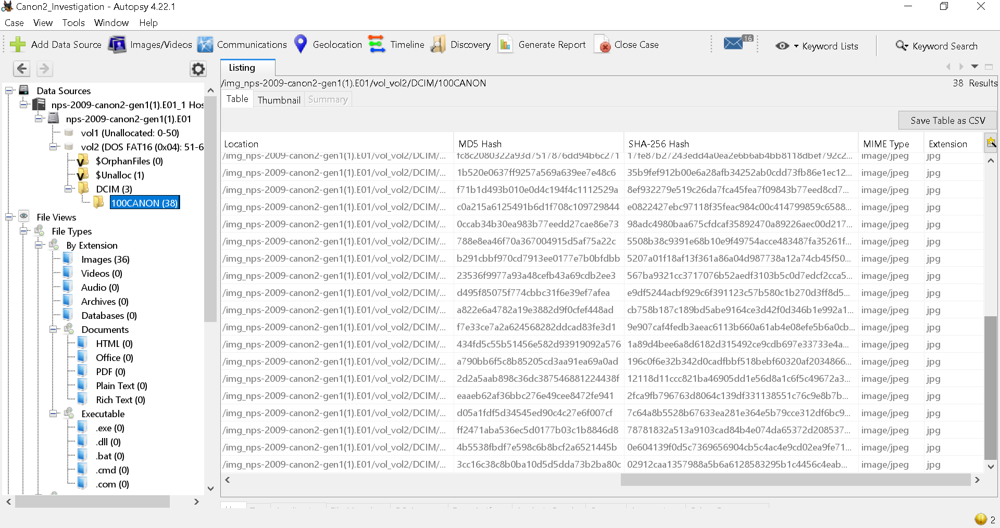 Canon2_Investigation - Autopsy 4.22.1
Case View Tools Window Help
Add Data Source Images/Videos Communications Geolocation Timeline Discovery Generate Report Close Case 16 Keyword Lists Keyword Search
Listing
/img_nps-2009-canon2-gen1(1).E01/vol_vol2/DCIM/100CANON 38 Results
Table Thumbnail Summary
Save Table as CSV
Data Sources
nps-2009-canon2-gen1(1).E01_1 Hos
nps-2009-canon2-gen1(1).E01
vol1 (Unallocated: 0-50)
vol2 (DOS FAT16 (0x04): 51-6
$OrphanFiles (0)
$Unalloc (1)
DCIM (3)
100CANON (38)
File Views
File Types
By Extension
Images (36)
Videos (0)
Audio (0)
Archives (0)
Databases (0)
Documents
HTML (0)
Office (0)
PDF (0)
Plain Text (0)
Rich Text (0)
Executable
.exe (0)
.dll (0)
.bat (0)
.cmd (0)
.com (0)
Location MD5 Hash SHA-256 Hash MIME Type Extension
/img_nps-2009-canon2-gen1(1).E01/vol_vol2/DCIM/... fc8c2080322a93d7517876dd94b6c271 17fe87b27243edd4a0ea2e6b6ab4bb8118dbef792c2... image/jpeg jpg
/img_nps-2009-canon2-gen1(1).E01/vol_vol2/DCIM/... 1b520e0637ff9257a569a639ee7e48c6 35b9fef912b00e6a28afb34252ab0cdd73fb86e1ec12... image/jpeg jpg
/img_nps-2009-canon2-gen1(1).E01/vol_vol2/DCIM/... f71b1d493b010e0d4c194f4c1112529a 8ef932279e519c26da7fca45fea7f09843b77eed8cd7... image/jpeg jpg
/img_nps-2009-canon2-gen1(1).E01/vol_vol2/DCIM/... c0a215a6125491b6d1f708c109729844 e0822427ebc97118f35feac984c00c414799859c6588... image/jpeg jpg
/img_nps-2009-canon2-gen1(1).E01/vol_vol2/DCIM/... 0ccab34b30ea983b77eedd27cae86e73 98adc4980baa675cfdcaf35892470a89226aec00d217... image/jpeg jpg
/img_nps-2009-canon2-gen1(1).E01/vol_vol2/DCIM/... 788e8ea46f70a367004915d5af75a22c 5508b38c9391e68b10e9f49754acce483487fa35261f... image/jpeg jpg
/img_nps-2009-canon2-gen1(1).E01/vol_vol2/DCIM/... b291cbbf970cd7913ee0177e7b0bfdbb 5207a01f18af13f361a86a04d987738a12a74cb45f50... image/jpeg jpg
/img_nps-2009-canon2-gen1(1).E01/vol_vol2/DCIM/... 23536f9977a93a48cefb43a69cdb2ee3 567ba9321cc3717076b52aedf3103b5c0d7edcf2cca5... image/jpeg jpg
/img_nps-2009-canon2-gen1(1).E01/vol_vol2/DCIM/... d495f85075f774cbbc31f6e39ef7afea e9df5244acbf929c6f391123c57b580c1b270d3ff8d5... image/jpeg jpg
/img_nps-2009-canon2-gen1(1).E01/vol_vol2/DCIM/... a822e6a4782a19e3882d9f0cfef448ad cb758b187c189bd5abe9164ce3d42f0d346b1e992a1... image/jpeg jpg
/img_nps-2009-canon2-gen1(1).E01/vol_vol2/DCIM/... f7e33ce7a2a624568282ddcad83fe3d1 9e907caf4fedb3aeac6113b660a61ab4e08efe5b6a0cb... image/jpeg jpg
/img_nps-2009-canon2-gen1(1).E01/vol_vol2/DCIM/... 434fd5c55b51456e582d93919092a576 1a89d4bee6a8d6182d315492ce9cdb697e33733e4a... image/jpeg jpg
/img_nps-2009-canon2-gen1(1).E01/vol_vol2/DCIM/... a790bb6f5c8b85205cd3aa91ea69a0ad 196c0f6e32b342d0cadfbbf518bebf60320af2034866... image/jpeg jpg
/img_nps-2009-canon2-gen1(1).E01/vol_vol2/DCIM/... 2d2a5aab898c36dc387546881224438f 12118d11ccc821ba46905dd1e56d8a1c6f5c49672a3... image/jpeg jpg
/img_nps-2009-canon2-gen1(1).E01/vol_vol2/DCIM/... eaaeb62af36bbc276e49cee8472fe941 2fca9fb796763d8064c139df331138551c76c9e8b7b... image/jpeg jpg
/img_nps-2009-canon2-gen1(1).E01/vol_vol2/DCIM/... d05a1fdf5d34545ed90c4c27e6f007cf 7c64a8b5528b67633ea281e364e5b79cce312df6bc9... image/jpeg jpg
/img_nps-2009-canon2-gen1(1).E01/vol_vol2/DCIM/... ff2471aba536ec5d0177b03c1b8846d8 78781832a513a9103cad84b4e074da65372d208537... image/jpeg jpg
/img_nps-2009-canon2-gen1(1).E01/vol_vol2/DCIM/... 4b5538fbdf7e598c6b8bcf2a6521445b 0e604139f0d5c7369656904cb5c4ac4e9cd02ea9fe71... image/jpeg jpg
/img_nps-2009-canon2-gen1(1).E01/vol_vol2/DCIM/... 3cc16c38c8b0ba10d5d5dda73b2ba80c 02912caa1357988a5b6a6128583295b1c4456c4eab... image/jpeg jpg
2